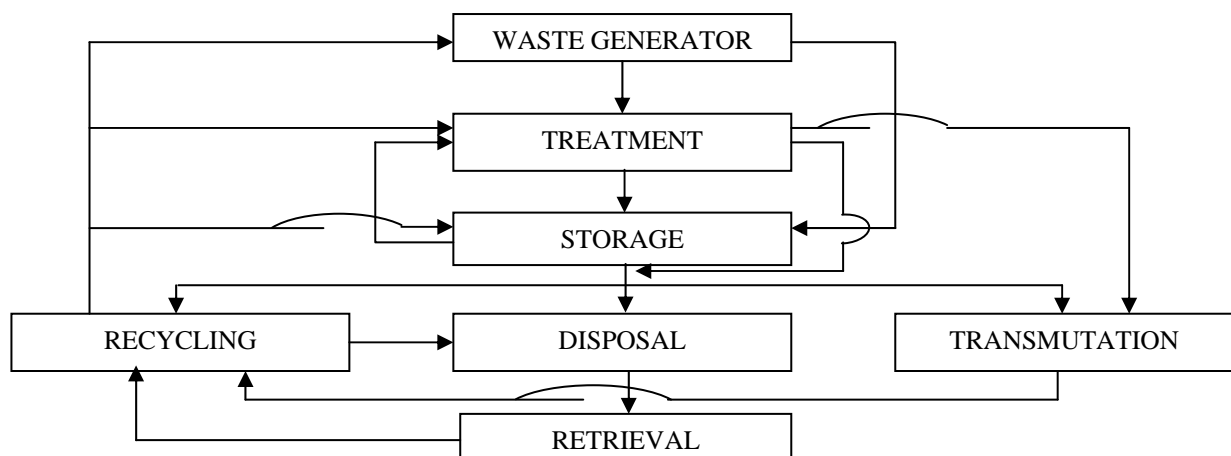 WASTE GENERATOR
TREATMENT
STORAGE
RECYCLING
DISPOSAL
TRANSMUTATION
RETRIEVAL